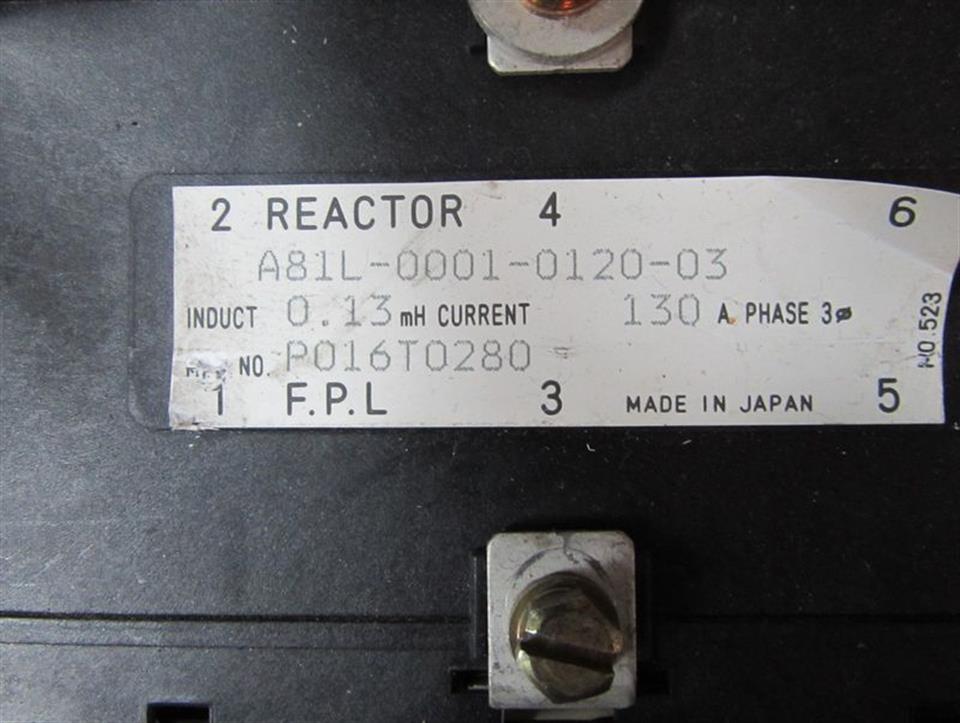 2 REACTOR 4 6
A81L-0001-0120-03
INDUCT 0.13 mH CURRENT 130 A. PHASE 3ø
NO. P016T0280
1 F.P.L 3 MADE IN JAPAN 5
NO.523